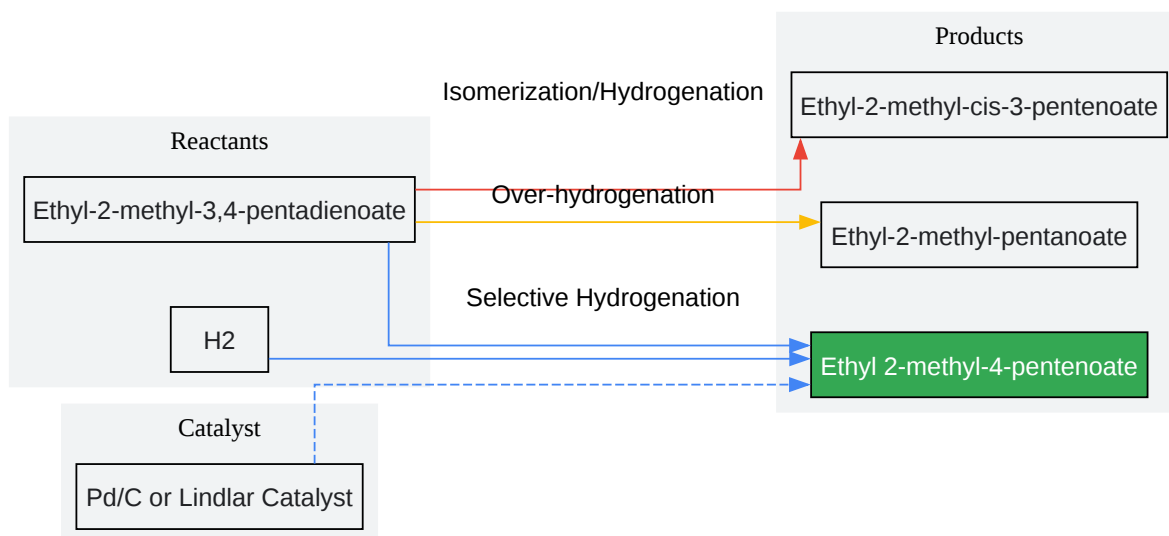 Reactants
Ethyl-2-methyl-3,4-pentadienoate
H2
Catalyst
Pd/C or Lindlar Catalyst
Isomerization/Hydrogenation
Over-hydrogenation
Selective Hydrogenation
Products
Ethyl-2-methyl-cis-3-pentenoate
Ethyl-2-methyl-pentanoate
Ethyl 2-methyl-4-pentenoate